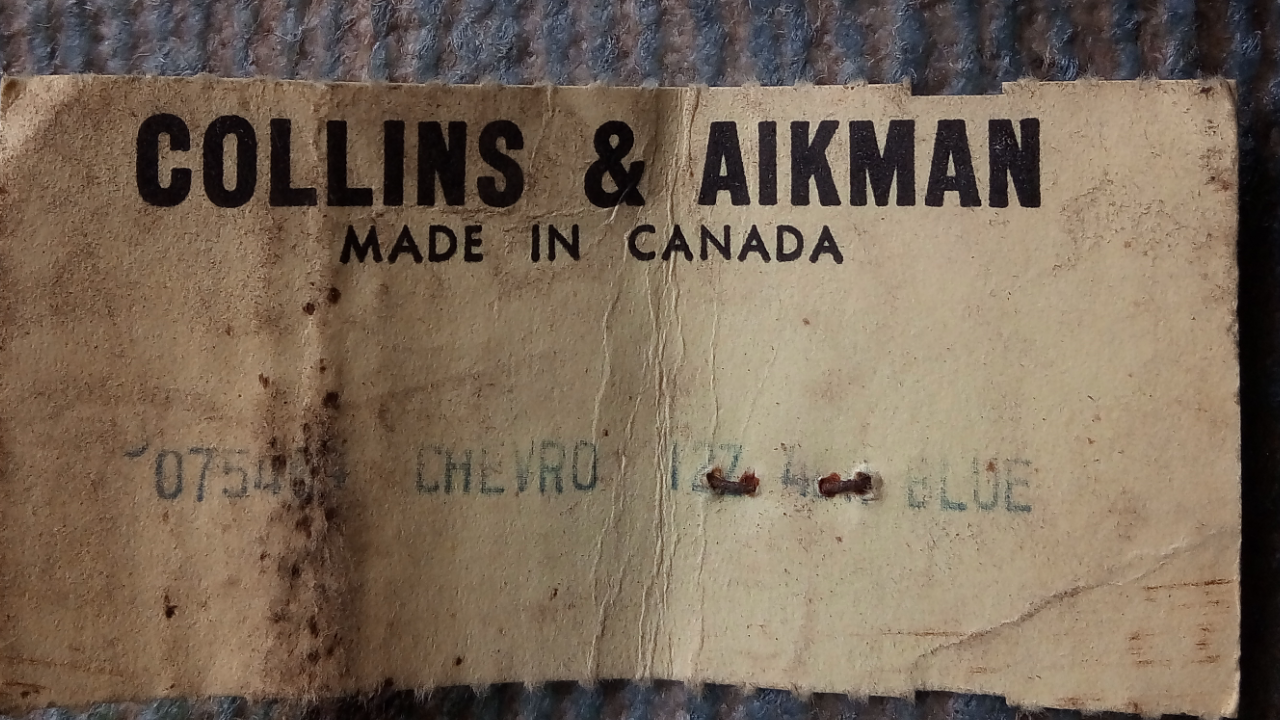 COLLINS & AIKMAN
MADE IN CANADA
CHEVRO BLUE